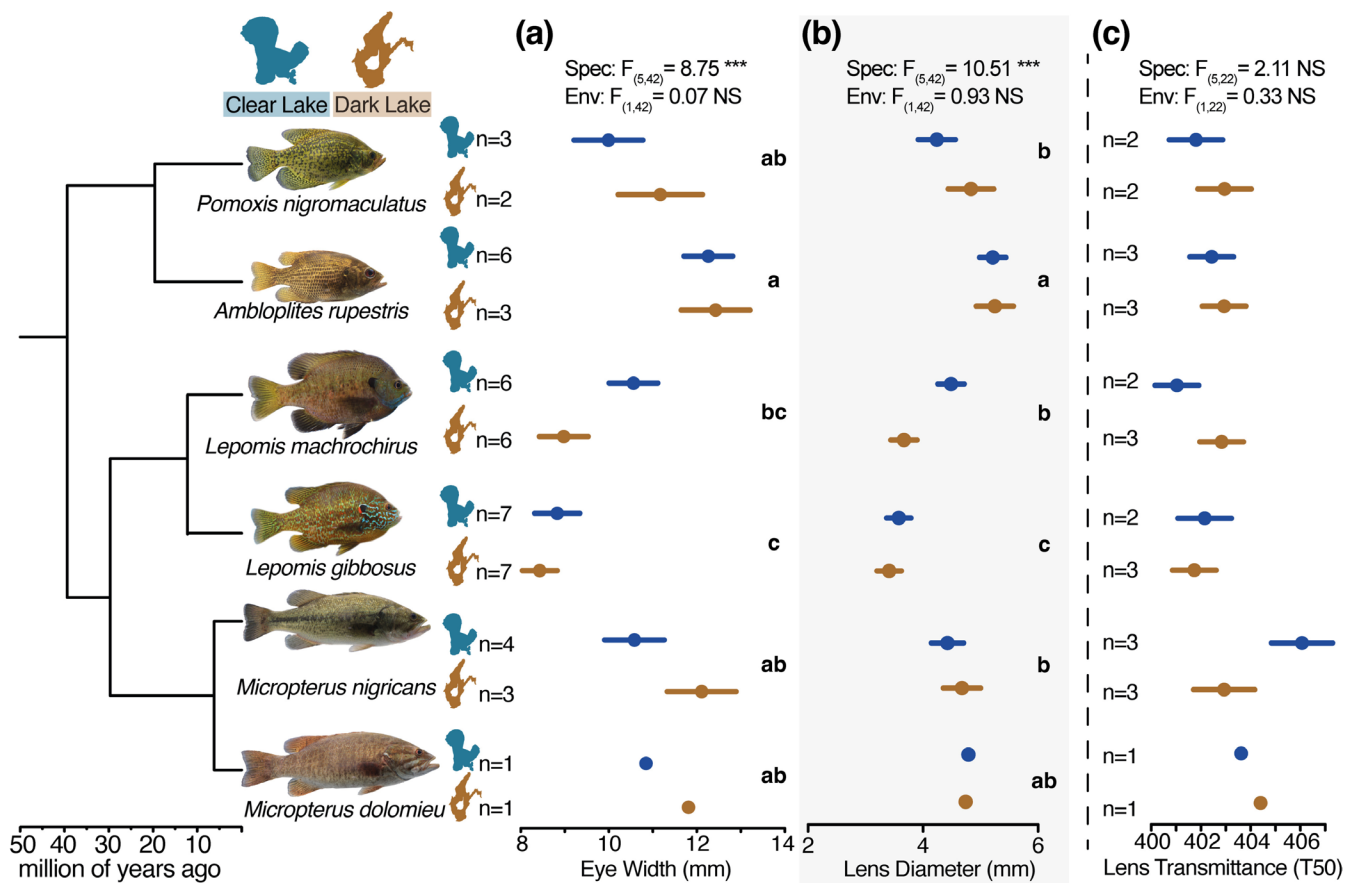 (a)
(b)
(c)
Spec: F(5,42) = 8.75 ***
Env: F(1,42) = 0.07 NS
Spec: F(5,42) = 10.51 ***
Env: F(1,42) = 0.93 NS
Spec: F(5,22) = 2.11 NS
Env: F(1,22) = 0.33 NS
Clear Lake
Dark Lake
n=3
ab
b
n=2
n=2
n=2
Pomoxis nigromaculatus
n=6
a
a
n=3
n=3
n=3
Ambloplites rupestris
n=6
bc
b
n=2
n=6
n=3
Lepomis machrochirus
n=7
c
c
n=2
n=7
n=3
Lepomis gibbosus
n=4
ab
b
n=3
n=3
n=3
Micropterus nigricans
n=1
ab
ab
n=1
n=1
n=1
Micropterus dolomieu
50 40 30 20 10
million of years ago
8 10 12 14
Eye Width (mm)
2 4 6
Lens Diameter (mm)
400 402 404 406
Lens Transmittance (T50)